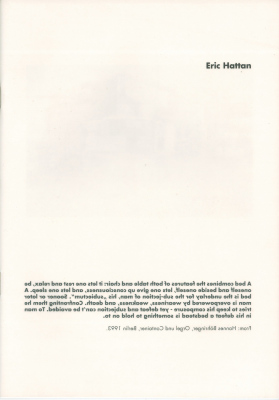 Eric Hattan
A bed combines the features of both table and chair: it lets one rest and relax, be
oneself and beside oneself, lets one give up consciousness, and lets one sleep. A
bed is the underlay for the sub-jection of man, his „subiectum". Sooner or later
man is overpowered by weariness, weakness, and death. Confronting them he
tries to keep his composure - yet defeat and subjection can't be avoided. To man
in his defeat a bedstead is something to hold on to.
From: Hannes Böhringer, Orgel und Container, Berlin 1993.